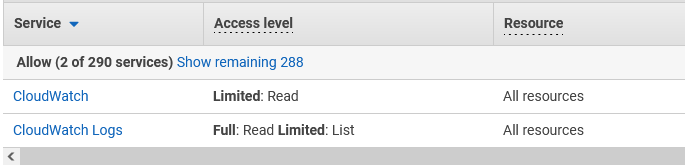 Service Access level Resource
Allow (2 of 290 services) Show remaining 288
CloudWatch Limited: Read All resources
CloudWatch Logs Full: Read Limited: List All resources